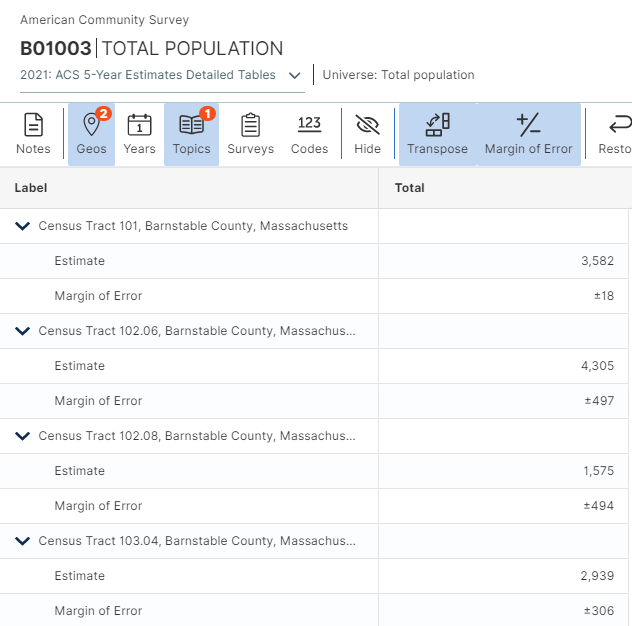 American Community Survey
B01003 | TOTAL POPULATION
2021: ACS 5-Year Estimates Detailed Tables | Universe: Total population
2 1 1 123 +/-
Notes Geos Years Topics Surveys Codes Hide Transpose Margin of Error Resto
Label Total
Census Tract 101, Barnstable County, Massachusetts
Estimate 3,582
Margin of Error ±18
Census Tract 102.06, Barnstable County, Massachus...
Estimate 4,305
Margin of Error ±497
Census Tract 102.08, Barnstable County, Massachus...
Estimate 1,575
Margin of Error ±494
Census Tract 103.04, Barnstable County, Massachus...
Estimate 2,939
Margin of Error ±306